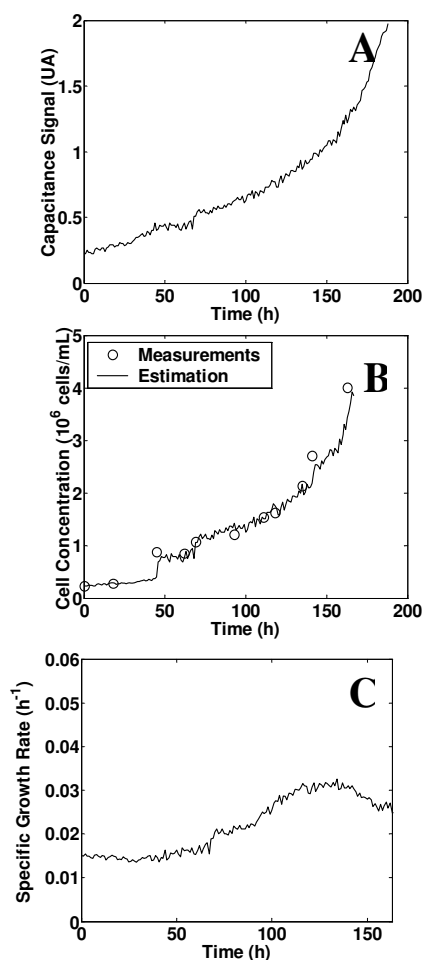 2
1.5
1
0.5
0
Capacitance Signal (UA)
A
0 50 100 150 200
Time (h)
5
4
3
2
1
0
Cell Concentration (10⁶ cells/mL)
Measurements
Estimation
B
0 50 100 150 200
Time (h)
0.06
0.05
0.04
0.03
0.02
0.01
0
Specific Growth Rate (h⁻¹)
C
0 50 100 150
Time (h)